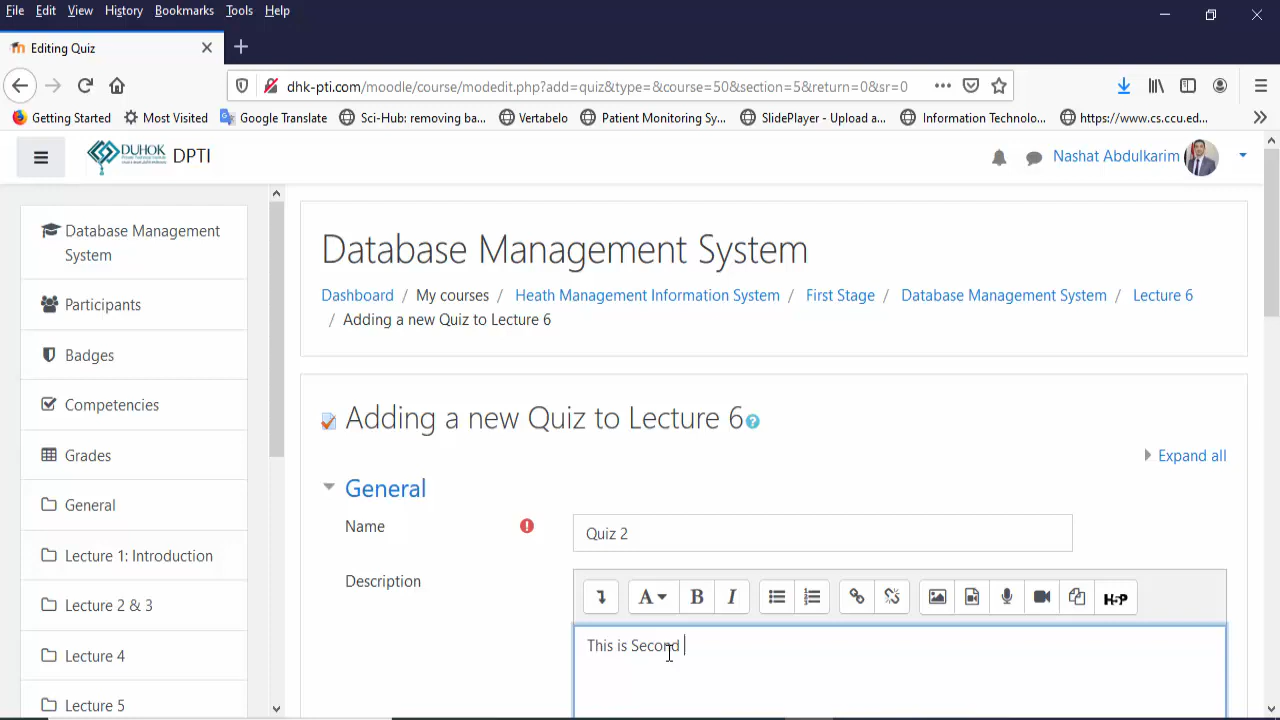 File Edit View History Bookmarks Tools Help
Editing Quiz
dhk-pti.com/moodle/course/modedit.php?add=quiz&type=&course=50&section=5&return=0&sr=0
Getting Started Most Visited Google Translate Sci-Hub: removing ba... Vertabelo Patient Monitoring Sy... SlidePlayer - Upload a... Information Technolo... https://www.cs.ccu.ed...
DUHOK DPTI Nashat Abdulkarim
Database Management
System
Participants
Badges
Competencies
Grades
General
Lecture 1: Introduction
Lecture 2 & 3
Lecture 4
Lecture 5
Database Management System
Dashboard / My courses / Heath Management Information System / First Stage / Database Management System / Lecture 6
/ Adding a new Quiz to Lecture 6
Adding a new Quiz to Lecture 6
Expand all
General
Name Quiz 2
Description
A B I H-P
This is Second